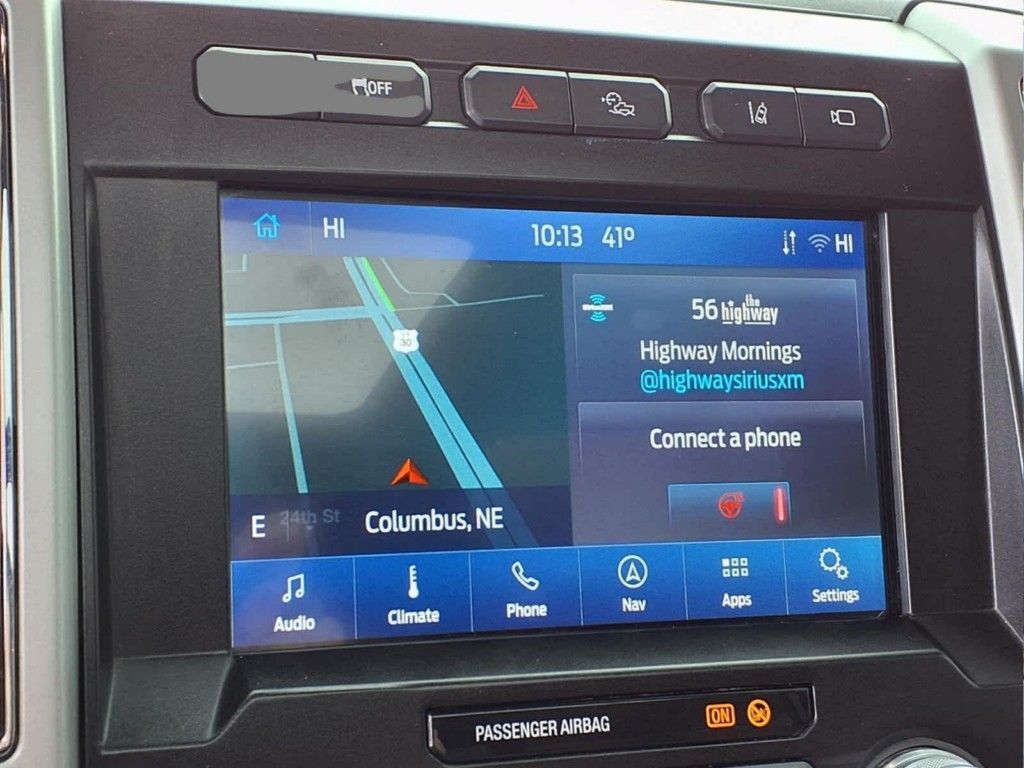 OFF
HI
10:13 41°
HI
56 the highway
Highway Mornings
@highwaysiriusxm
30
Connect a phone
E
24th St
Columbus, NE
Audio
Climate
Phone
Nav
Apps
Settings
PASSENGER AIRBAG
ON